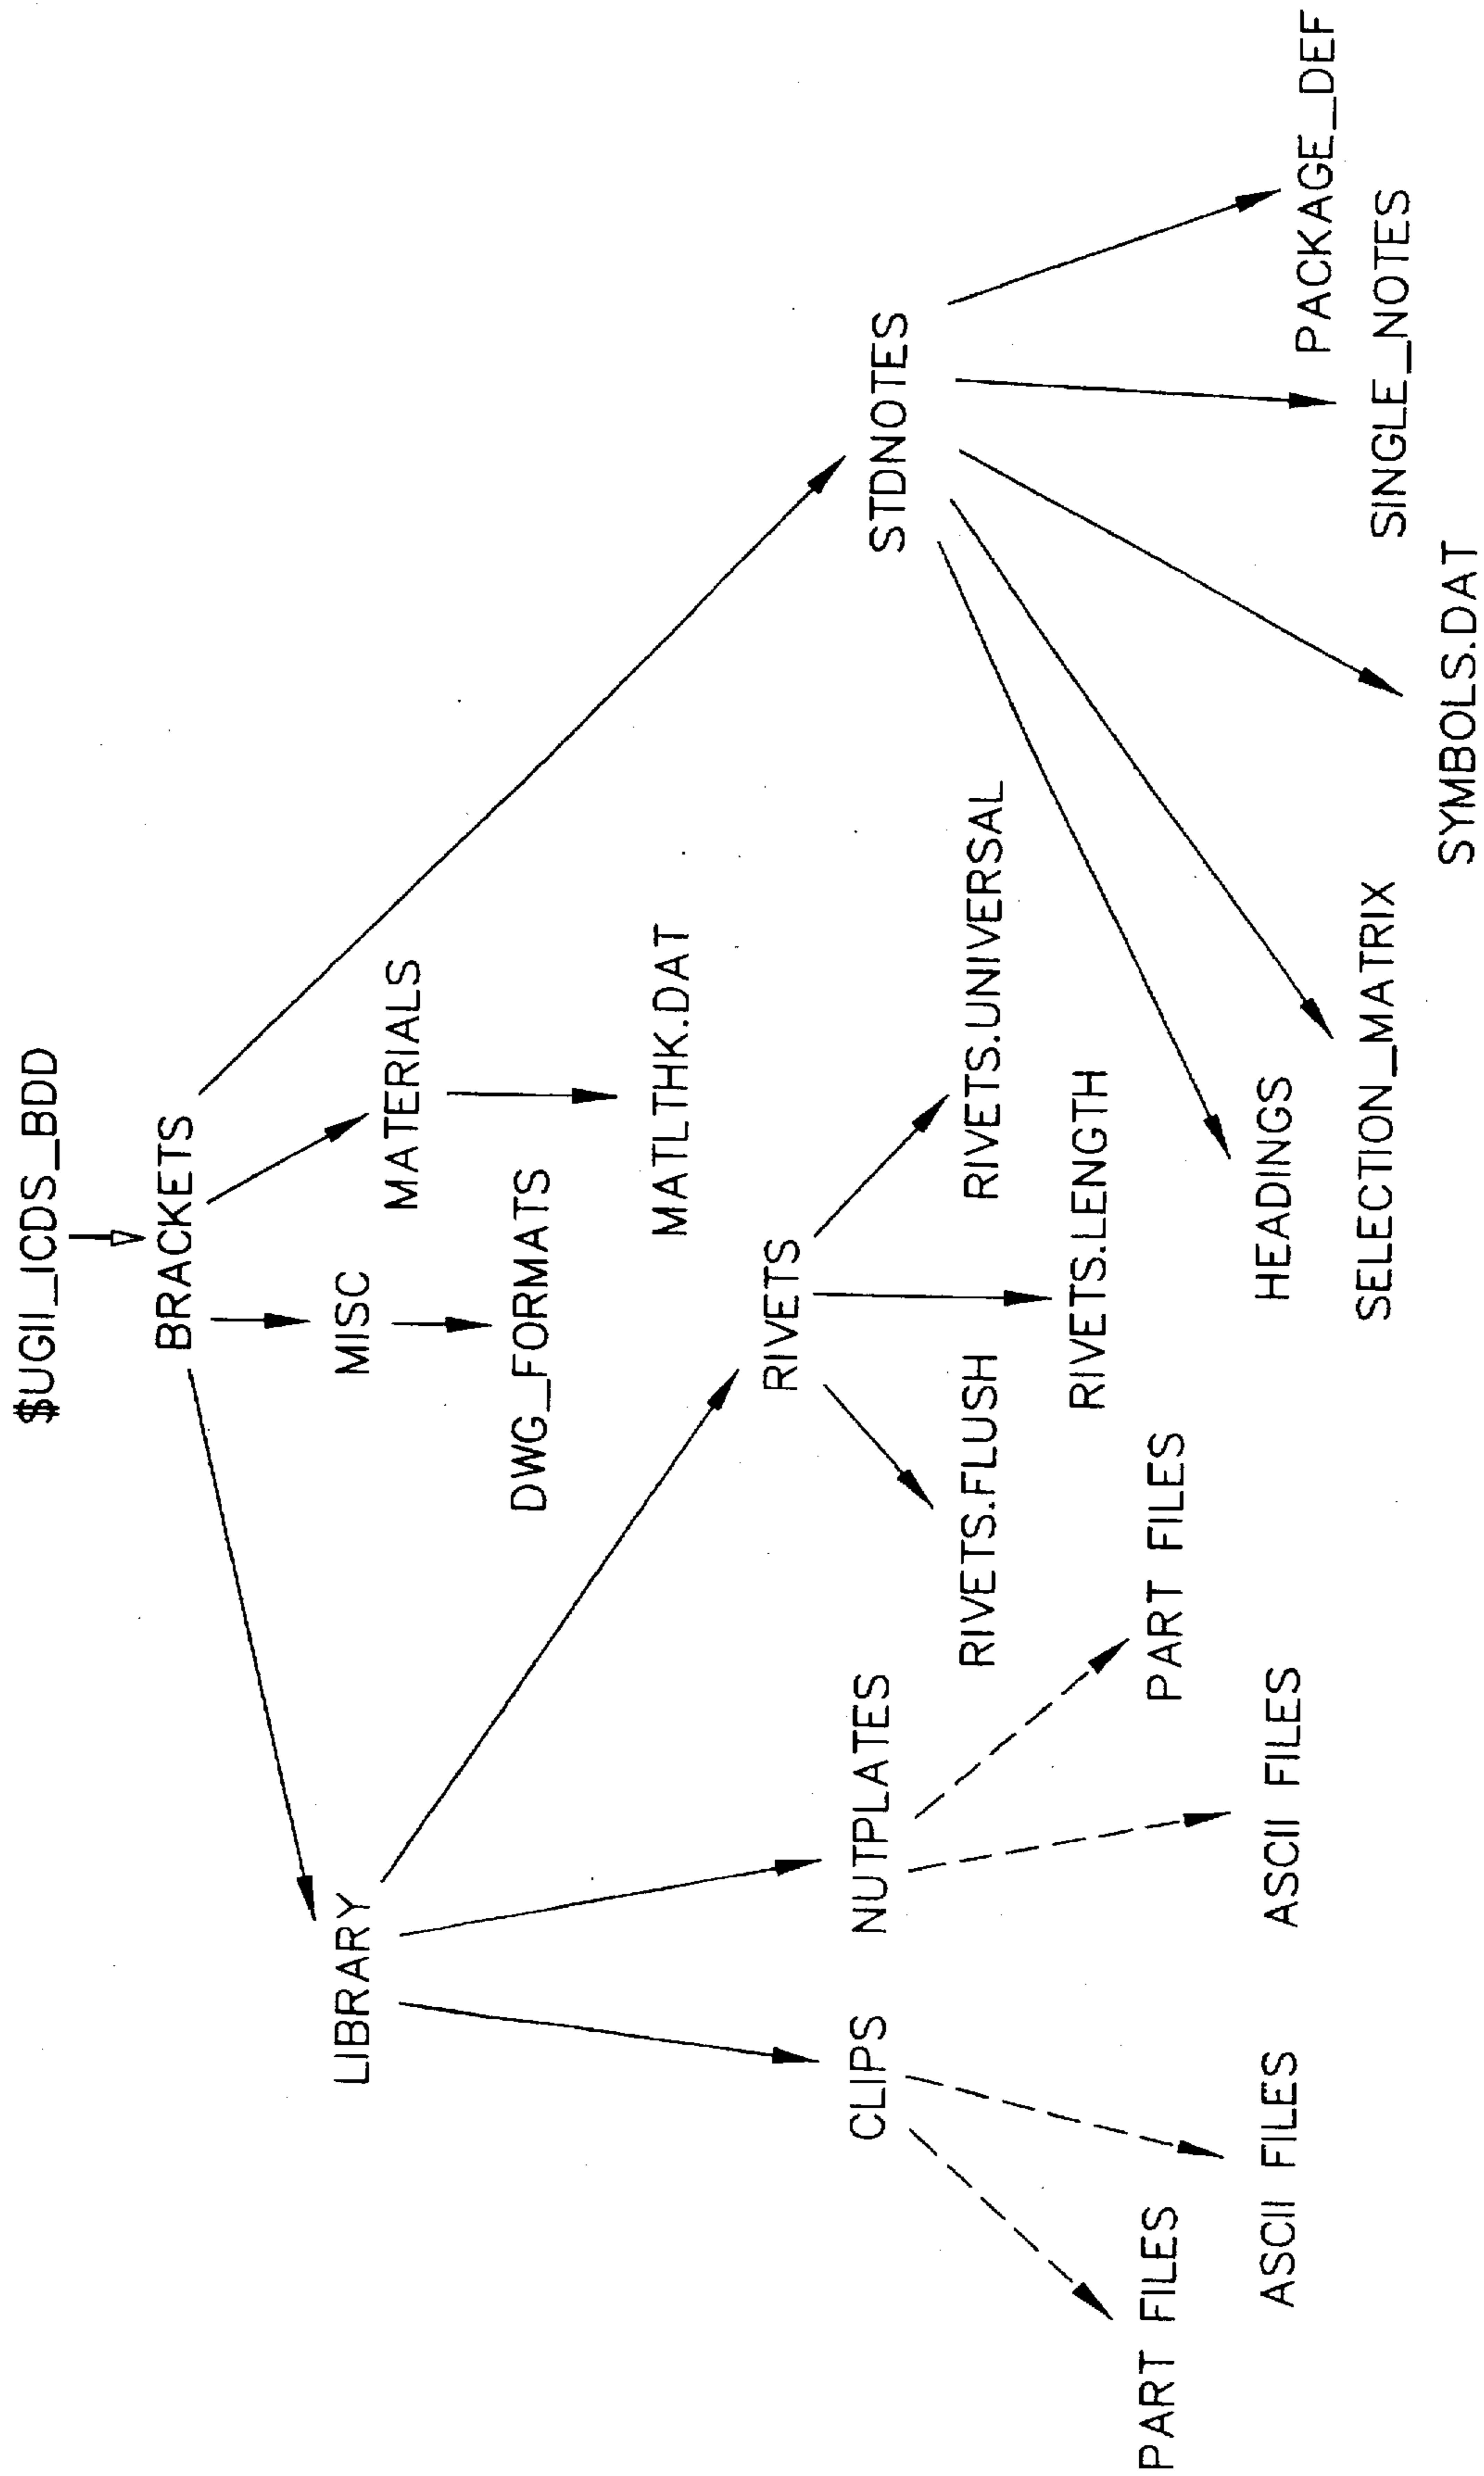 $UGII_ICDS_BDD
BRACKETS
LIBRARY
MISC
MATERIALS
DWG_FORMATS
MATLTHK.DAT
RIVETS
CLIPS
NUTPLATES
STDNOTES
RIVETS.FLUSH
RIVETS.UNIVERSAL
RIVETS.LENGTH
PART FILES
PART FILES
ASCII FILES
ASCII FILES
HEADINGS
PACKAGE_DEF
SELECTION_MATRIX
SINGLE_NOTES
SYMBOLS.DAT